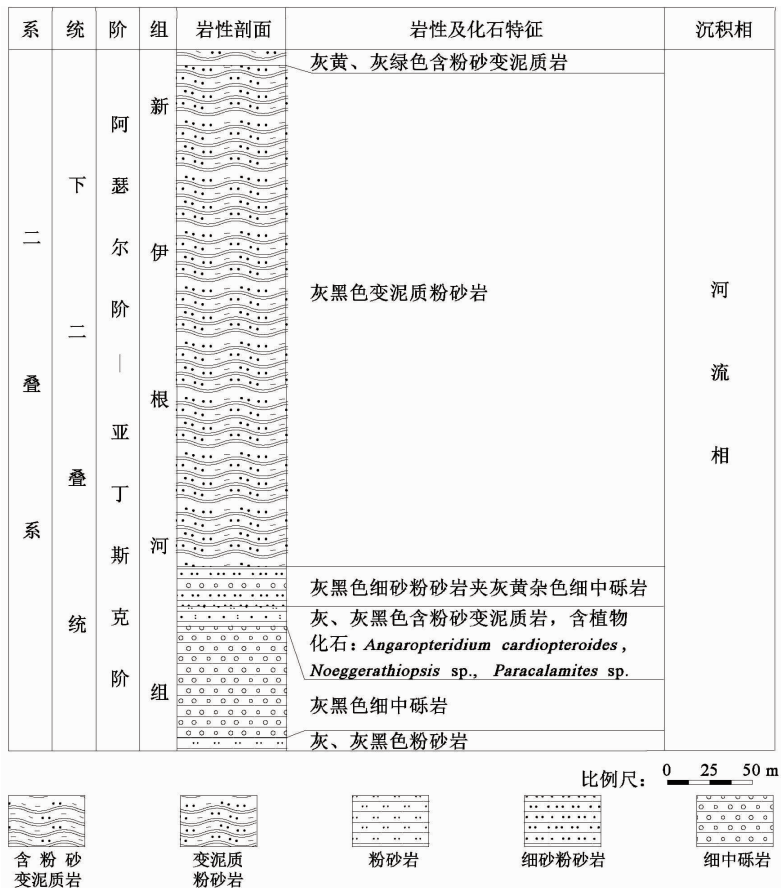 系 统 阶 组 岩性剖面 岩性及化石特征 沉积相
二叠系
下二叠统
阿瑟尔阶—亚丁斯克阶
新伊根河组
灰黄、灰绿色含粉砂变泥质岩
灰黑色变泥质粉砂岩
灰黑色细砂粉砂岩夹灰黄杂色细中砾岩
灰、灰黑色含粉砂变泥质岩，含植物
化石：Angaropteridium cardiopteroides，
Noeggerathiopsis sp.，Paracalamites sp.
灰黑色细中砾岩
灰、灰黑色粉砂岩
河流相
比例尺： 0 25 50 m
含粉砂
变泥质岩
变泥质
粉砂岩
粉砂岩
细砂粉砂岩
细中砾岩